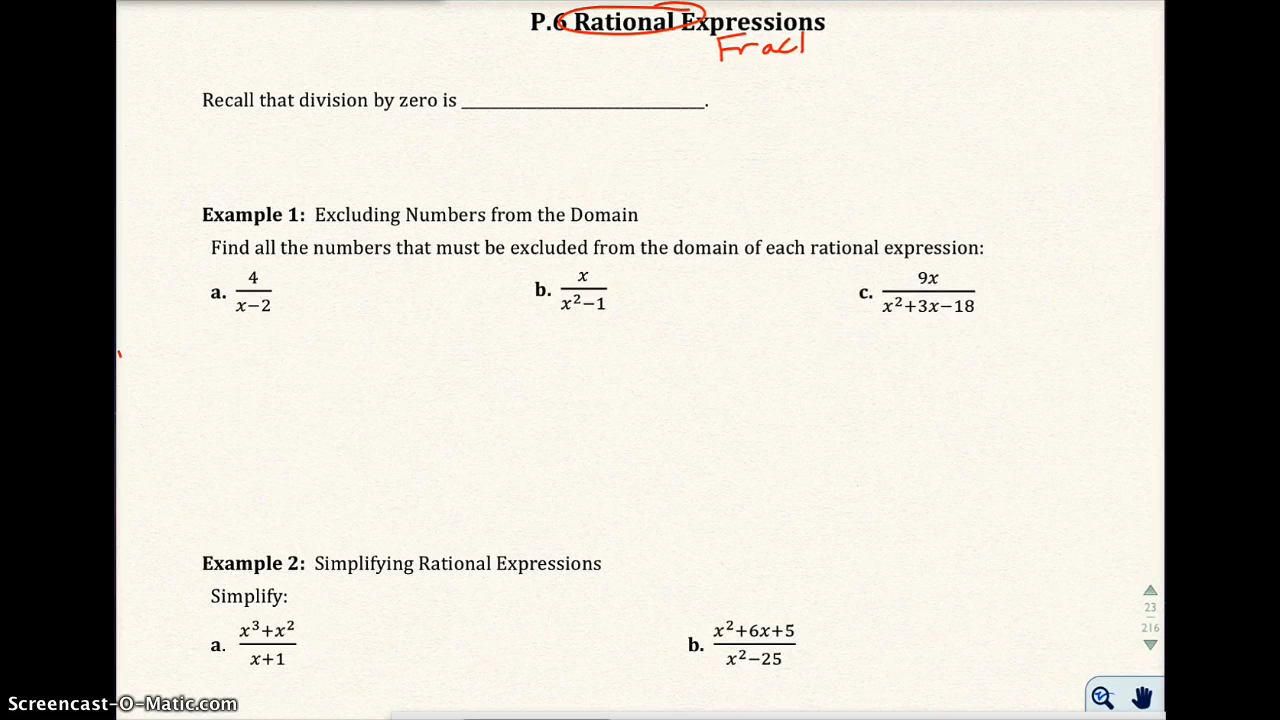 P.6 Rational Expressions
Fracl
Recall that division by zero is ____________________________.
Example 1: Excluding Numbers from the Domain
Find all the numbers that must be excluded from the domain of each rational expression:
a. 4/(x−2) b. x/(x²−1) c. 9x/(x²+3x−18)
Example 2: Simplifying Rational Expressions
Simplify:
a. (x³+x²)/(x+1) b. (x²+6x+5)/(x²−25)
23
216
Screencast-O-Matic.com